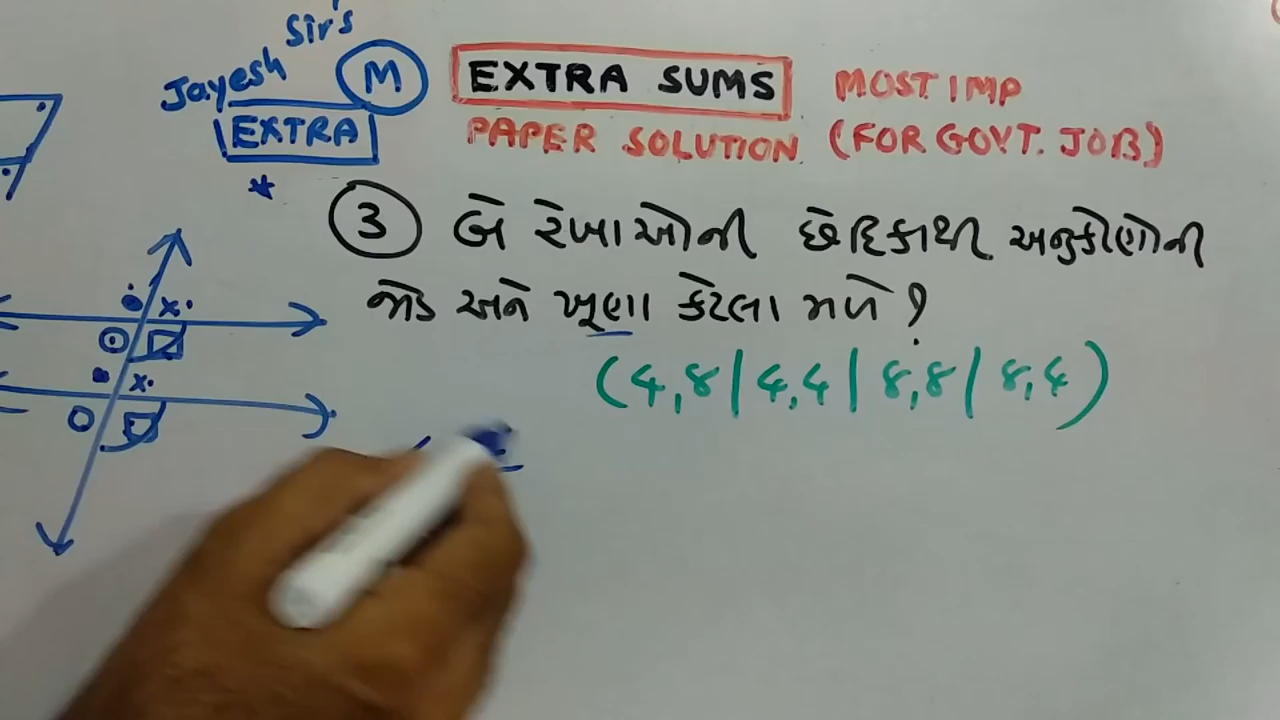 Jayesh Sir's
M
EXTRA
EXTRA SUMS MOST IMP
PAPER SOLUTION (FOR GOVT. JOB)
3 બે રેખાઓની છેદિકાથી અનુકોણોની
જોડ અને ખૂણા કેટલા મળે ?
(4,8 | 4,4 | 8,8 | 8,4)